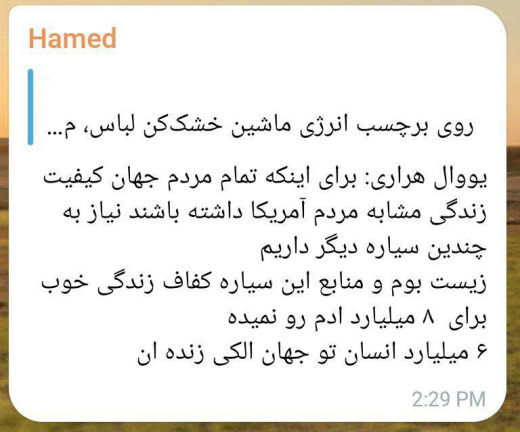 Hamed
روی برچسب انرژی ماشین خشک‌کن لباس، م...
یووال هراری: برای اینکه تمام مردم جهان کیفیت
زندگی مشابه مردم آمریکا داشته باشند نیاز به
چندین سیاره دیگر داریم
زیست بوم و منابع این سیاره کفاف زندگی خوب
برای ۸ میلیارد ادم رو نمیده
۶ میلیارد انسان تو جهان الکی زنده ان
2:29 PM